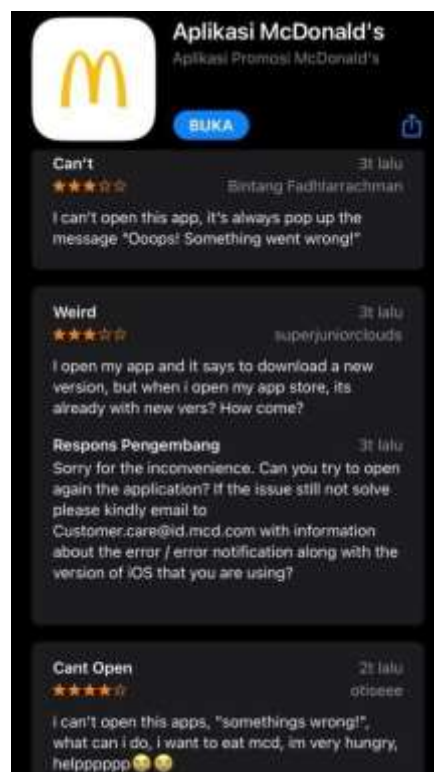 Aplikasi McDonald's
Aplikasi Promosi McDonald's
BUKA
Can't
3t lalu
Bintang Fadhlarrachman
I can't open this app, it's always pop up the
message "Ooops! Something went wrong!"
Weird
3t lalu
superjuniorclouds
I open my app and it says to download a new
version, but when i open my app store, its
already with new vers? How come?
Respons Pengembang
3t lalu
Sorry for the inconvenience. Can you try to open
again the application? If the issue still not solve
please kindly email to
Customer.care@id.mcd.com with information
about the error / error notification along with the
version of iOS that you are using?
Cant Open
2t lalu
otiseee
i can't open this apps, "somethings wrong!",
what can i do, i want to eat mcd, im very hungry,
helpppppp😢😢